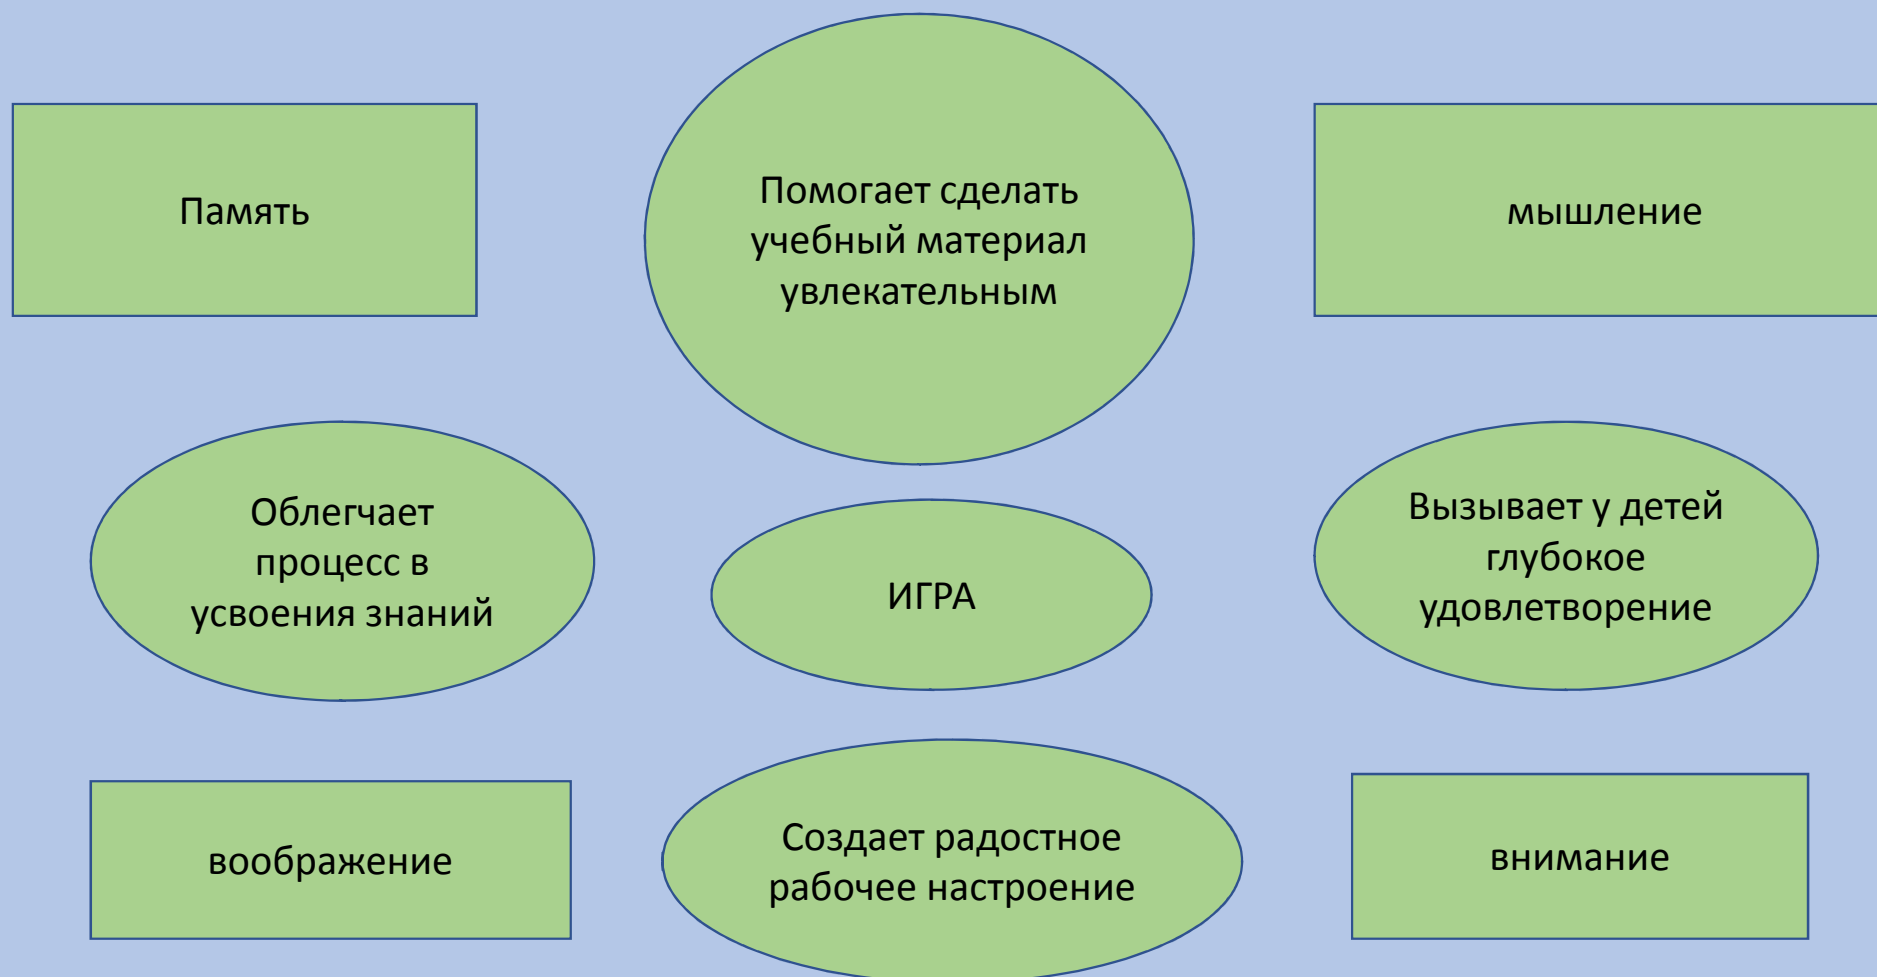 Память
Помогает сделать
учебный материал
увлекательным
мышление
Облегчает
процесс в
усвоения знаний
ИГРА
Вызывает у детей
глубокое
удовлетворение
воображение
Создает радостное
рабочее настроение
внимание